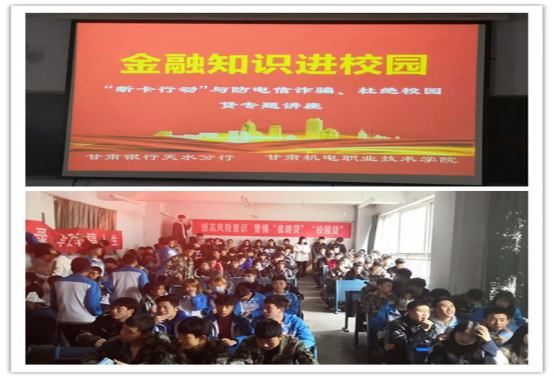 金融知识进校园
“断卡行动”与防电信诈骗、杜绝校园
贷专题讲座
甘肃银行天水分行 甘肃机电职业技术学院
提高风险意识 警惕“套路贷”“校园贷”